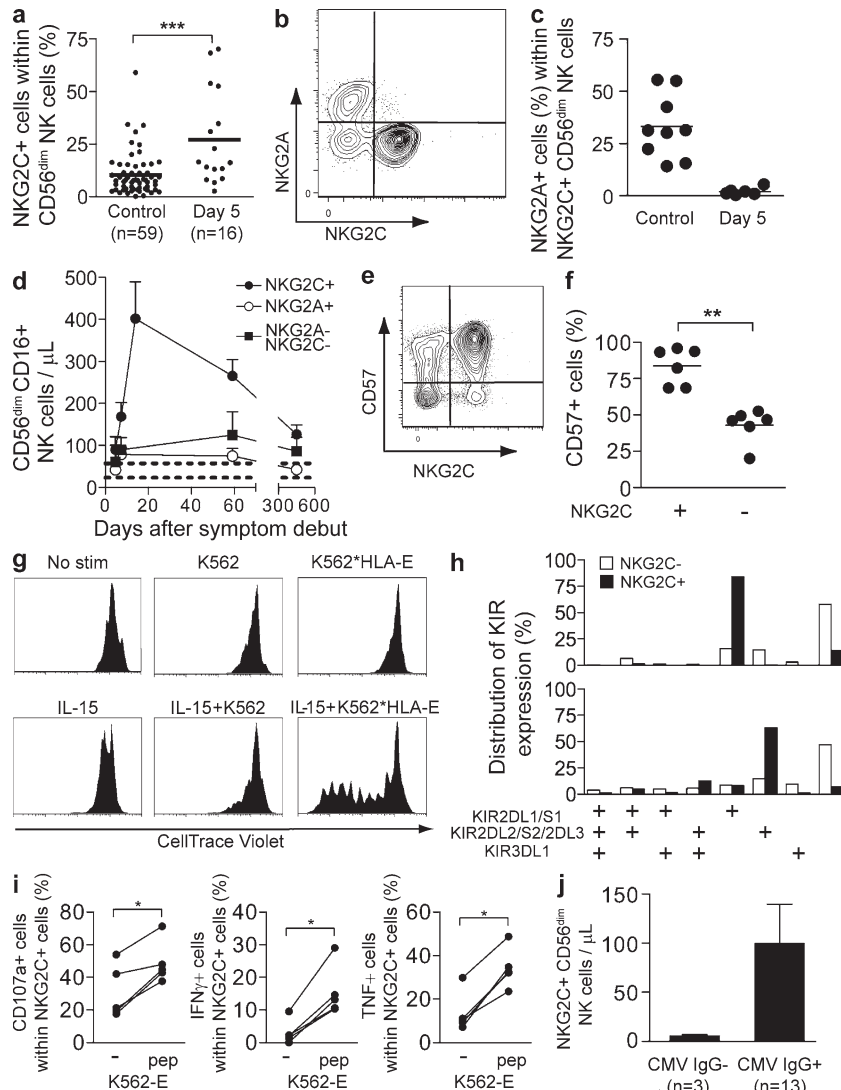 a
***
NKG2C+ cells within
CD56dim NK cells (%)
75
50
25
0
Control
(n=59)
Day 5
(n=16)
b
NKG2A
0
0
NKG2C
c
NKG2A+ cells (%) within
NKG2C+ CD56dim NK cells
75
50
25
0
Control
Day 5
d
NKG2C+
NKG2A+
NKG2A-
NKG2C-
CD56dim CD16+
NK cells / μL
500
400
300
200
100
0
0
20
40
60
300
600
Days after symptom debut
e
CD57
0
0
NKG2C
f
**
CD57+ cells (%)
100
75
50
25
0
NKG2C
+
-
g
No stim
K562
K562*HLA-E
IL-15
IL-15+K562
IL-15+K562*HLA-E
CellTrace Violet
h
NKG2C-
NKG2C+
Distribution of KIR
expression (%)
100
75
50
25
0
100
75
50
25
0
KIR2DL1/S1 + + + +
KIR2DL2/S2/2DL3 + + + +
KIR3DL1 + + + +
i
CD107a+ cells
within NKG2C+ cells (%)
80
60
40
20
0
*
- pep
K562-E
IFNγ+ cells
within NKG2C+ cells (%)
40
30
20
10
0
*
- pep
K562-E
TNF+ cells
within NKG2C+ cells (%)
60
40
20
0
*
- pep
K562-E
j
NKG2C+ CD56dim
NK cells / μL
150
100
50
0
CMV IgG-
(n=3)
CMV IgG+
(n=13)